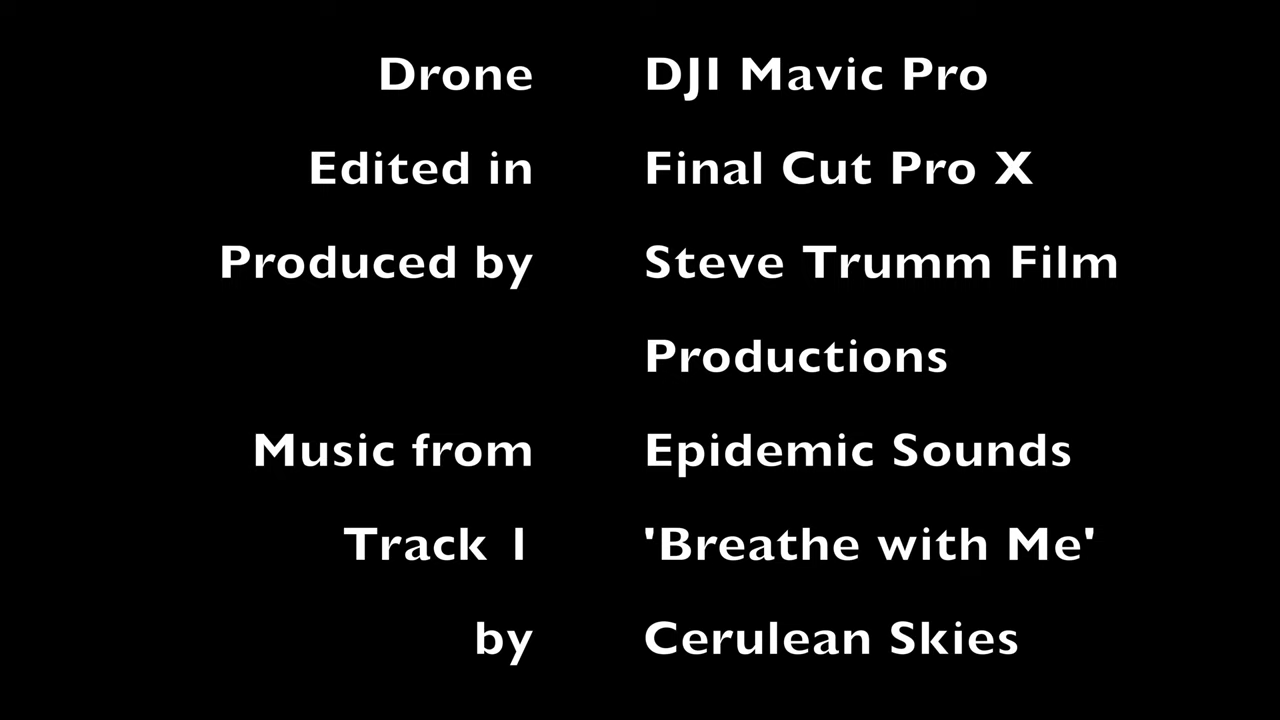 Drone DJI Mavic Pro
Edited in Final Cut Pro X
Produced by Steve Trumm Film
Productions
Music from Epidemic Sounds
Track 1 'Breathe with Me'
by Cerulean Skies